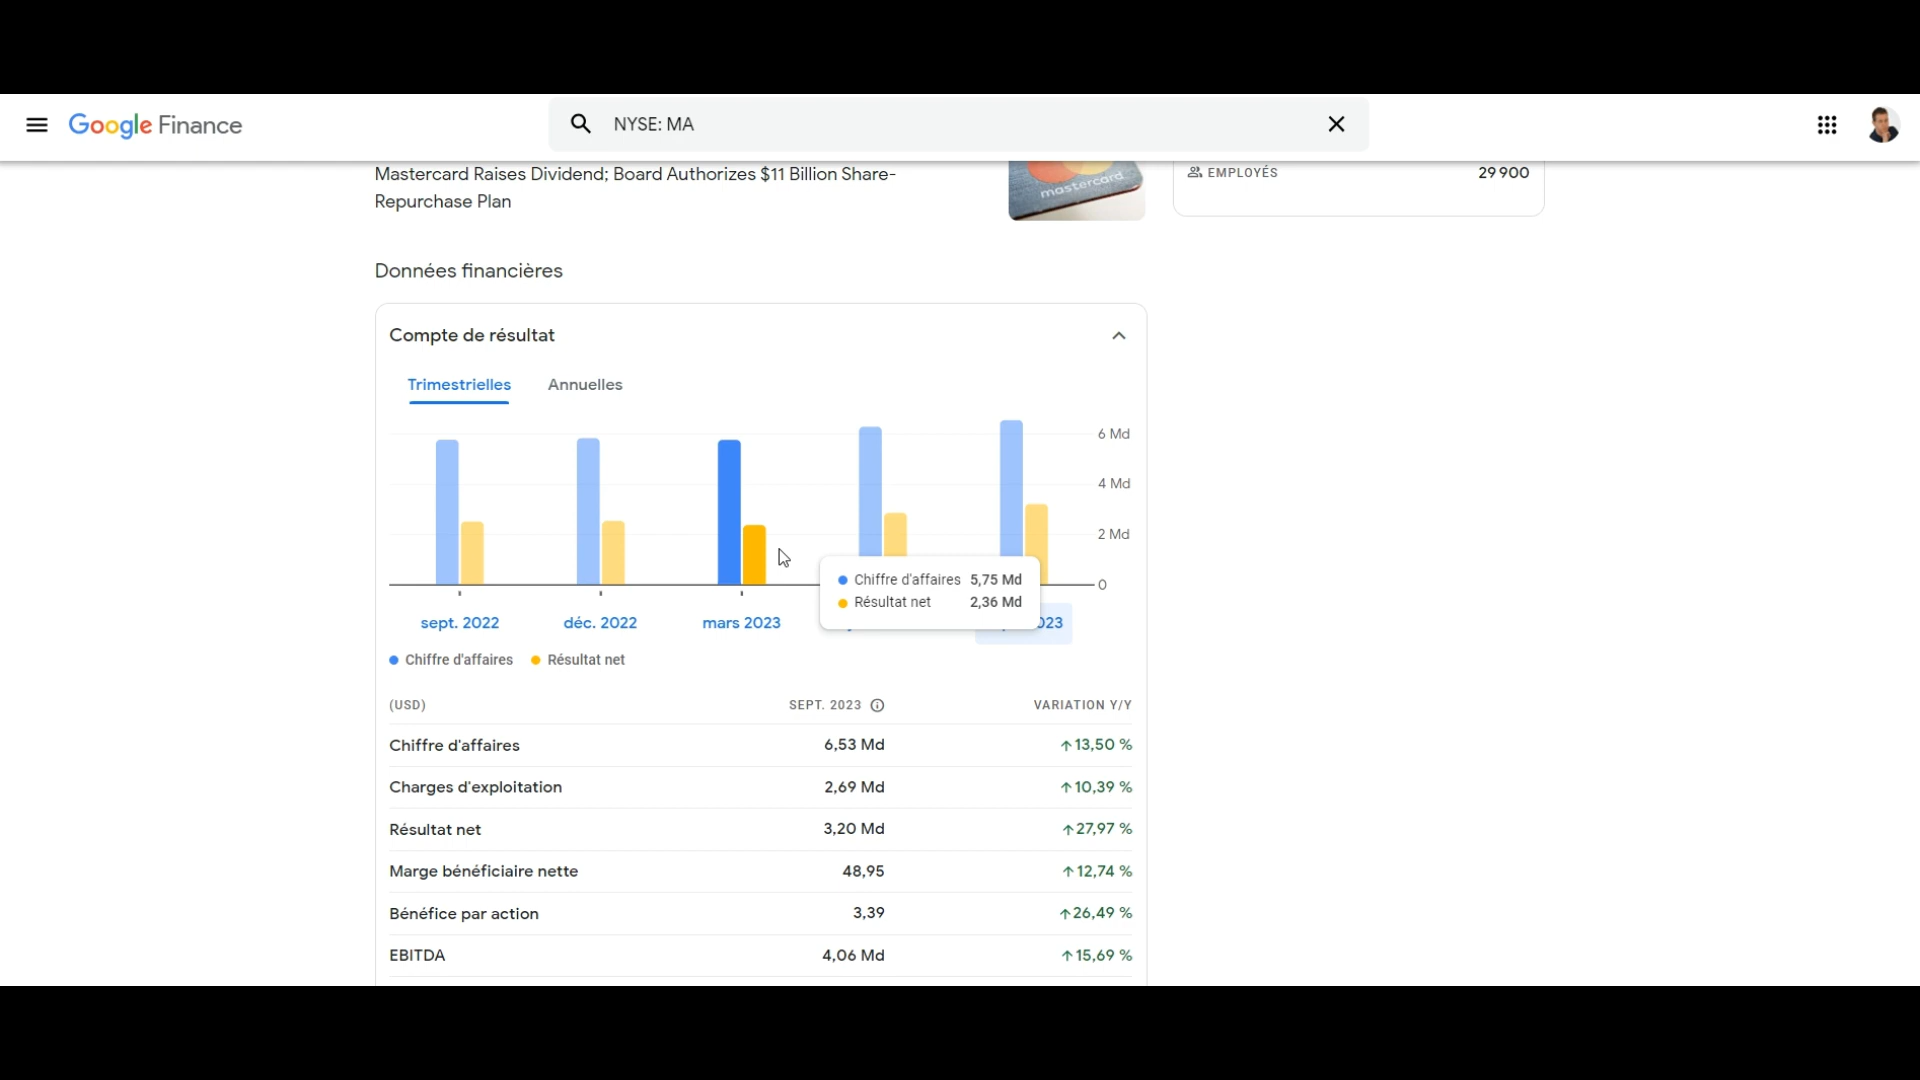 Google Finance
NYSE: MA
Mastercard Raises Dividend; Board Authorizes $11 Billion Share-
Repurchase Plan
mastercard
EMPLOYÉS
29 900
Données financières
Compte de résultat
Trimestrielles
Annuelles
6 Md
4 Md
2 Md
0
Chiffre d'affaires 5,75 Md
Résultat net 2,36 Md
sept. 2022
déc. 2022
mars 2023
023
Chiffre d'affaires
Résultat net
(USD)
SEPT. 2023
VARIATION Y/Y
Chiffre d'affaires
6,53 Md
↑13,50 %
Charges d'exploitation
2,69 Md
↑10,39 %
Résultat net
3,20 Md
↑27,97 %
Marge bénéficiaire nette
48,95
↑12,74 %
Bénéfice par action
3,39
↑26,49 %
EBITDA
4,06 Md
↑15,69 %